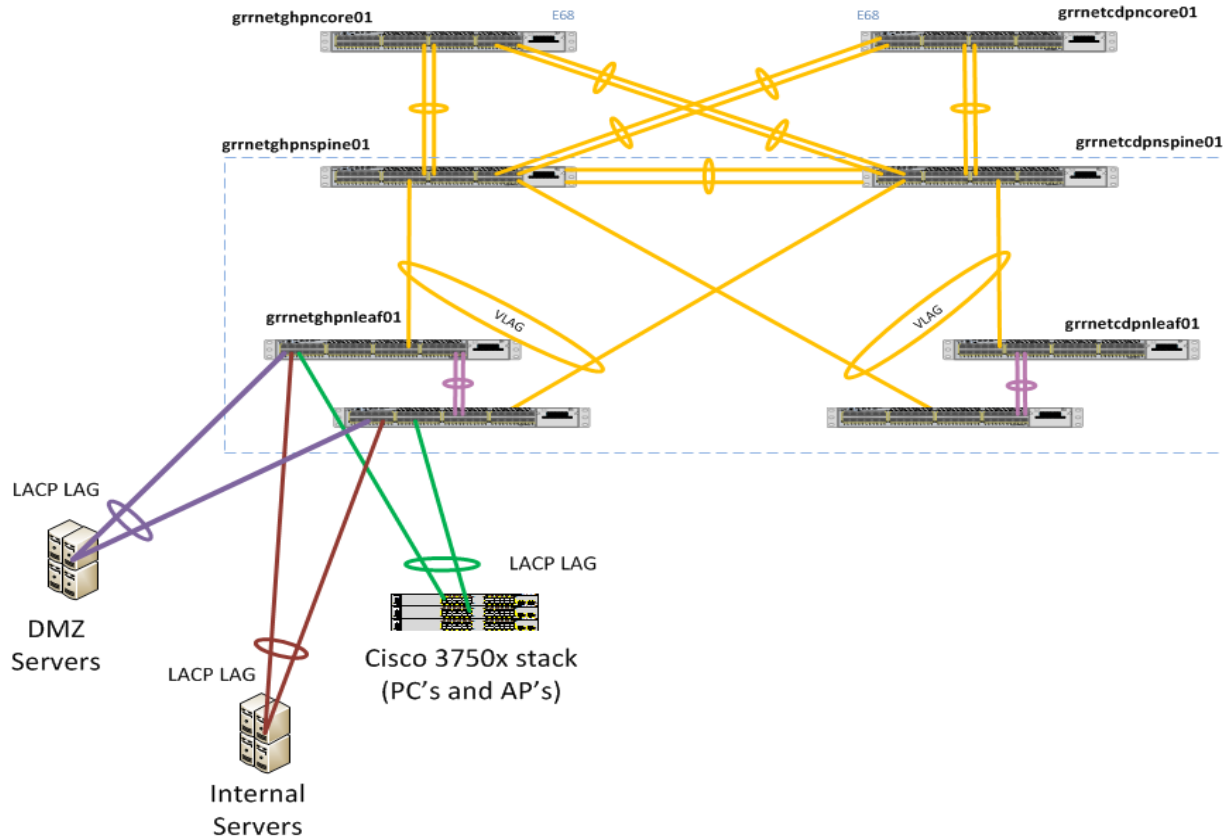 grrnetghpncore01
E68
E68
grrnetcdpncore01
grrnetghpnspine01
grrnetcdpnspine01
VLAG
VLAG
grrnetghpnleaf01
grrnetcdpnleaf01
LACP LAG
DMZ
Servers
LACP LAG
Cisco 3750x stack
(PC's and AP's)
LACP LAG
Internal
Servers